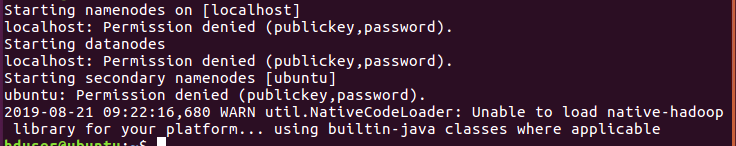 Starting namenodes on [localhost]
localhost: Permission denied (publickey,password).
Starting datanodes
localhost: Permission denied (publickey,password).
Starting secondary namenodes [ubuntu]
ubuntu: Permission denied (publickey,password).
2019-08-21 09:22:16,680 WARN util.NativeCodeLoader: Unable to load native-hadoop
library for your platform... using builtin-java classes where applicable
hduser@ubuntu:~$